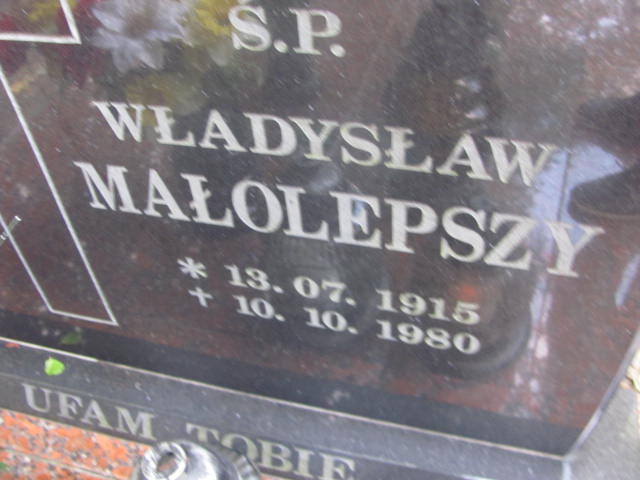 Ś.P.
WŁADYSŁAW
MAŁOLEPSZY
* 13. 07. 1915
+ 10. 10. 1980
UFAM TOBIE